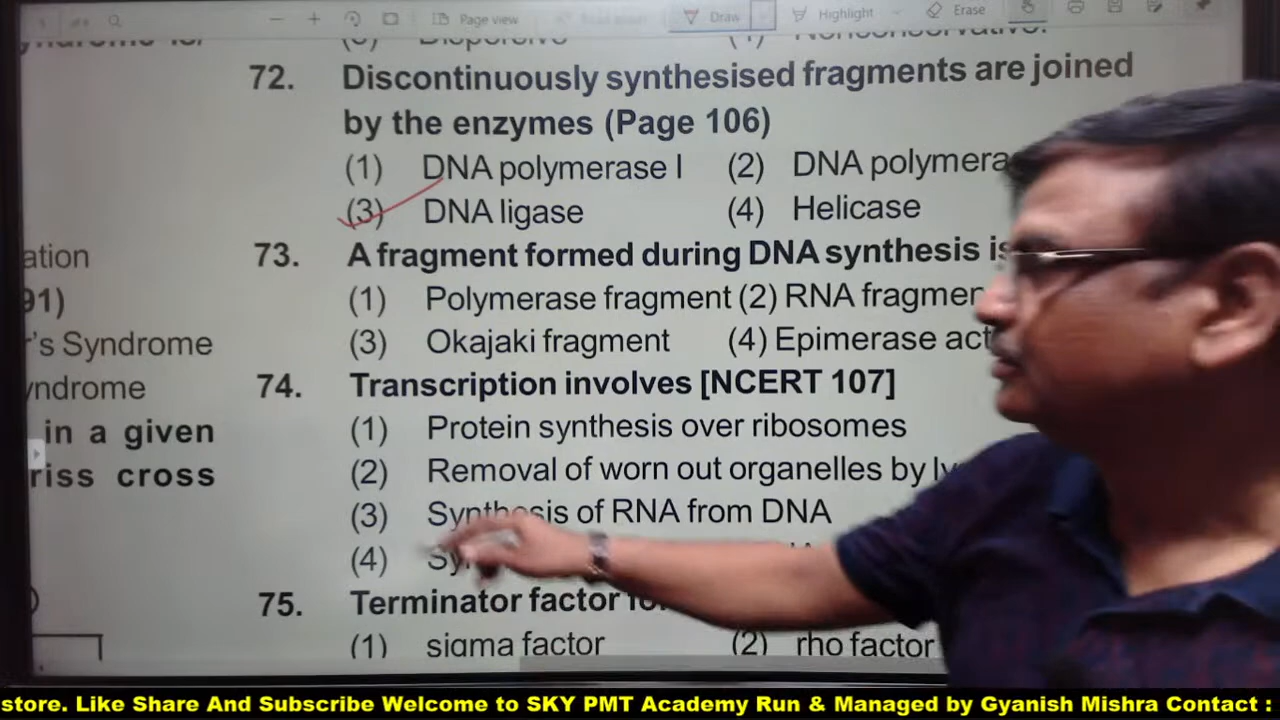 Page view
Draw
Highlight
Erase
72. Discontinuously synthesised fragments are joined
by the enzymes (Page 106)
(1) DNA polymerase I (2) DNA polymera
(3) DNA ligase (4) Helicase
73. A fragment formed during DNA synthesis is
(1) Polymerase fragment (2) RNA fragmen
(3) Okajaki fragment (4) Epimerase act
74. Transcription involves [NCERT 107]
(1) Protein synthesis over ribosomes
(2) Removal of worn out organelles by ly
(3) Synthesis of RNA from DNA
(4) Sy
75. Terminator factor fo
(1) sigma factor (2) rho factor
ation
91)
r's Syndrome
yndrome
in a given
riss cross
store. Like Share And Subscribe Welcome to SKY PMT Academy Run & Managed by Gyanish Mishra Contact :